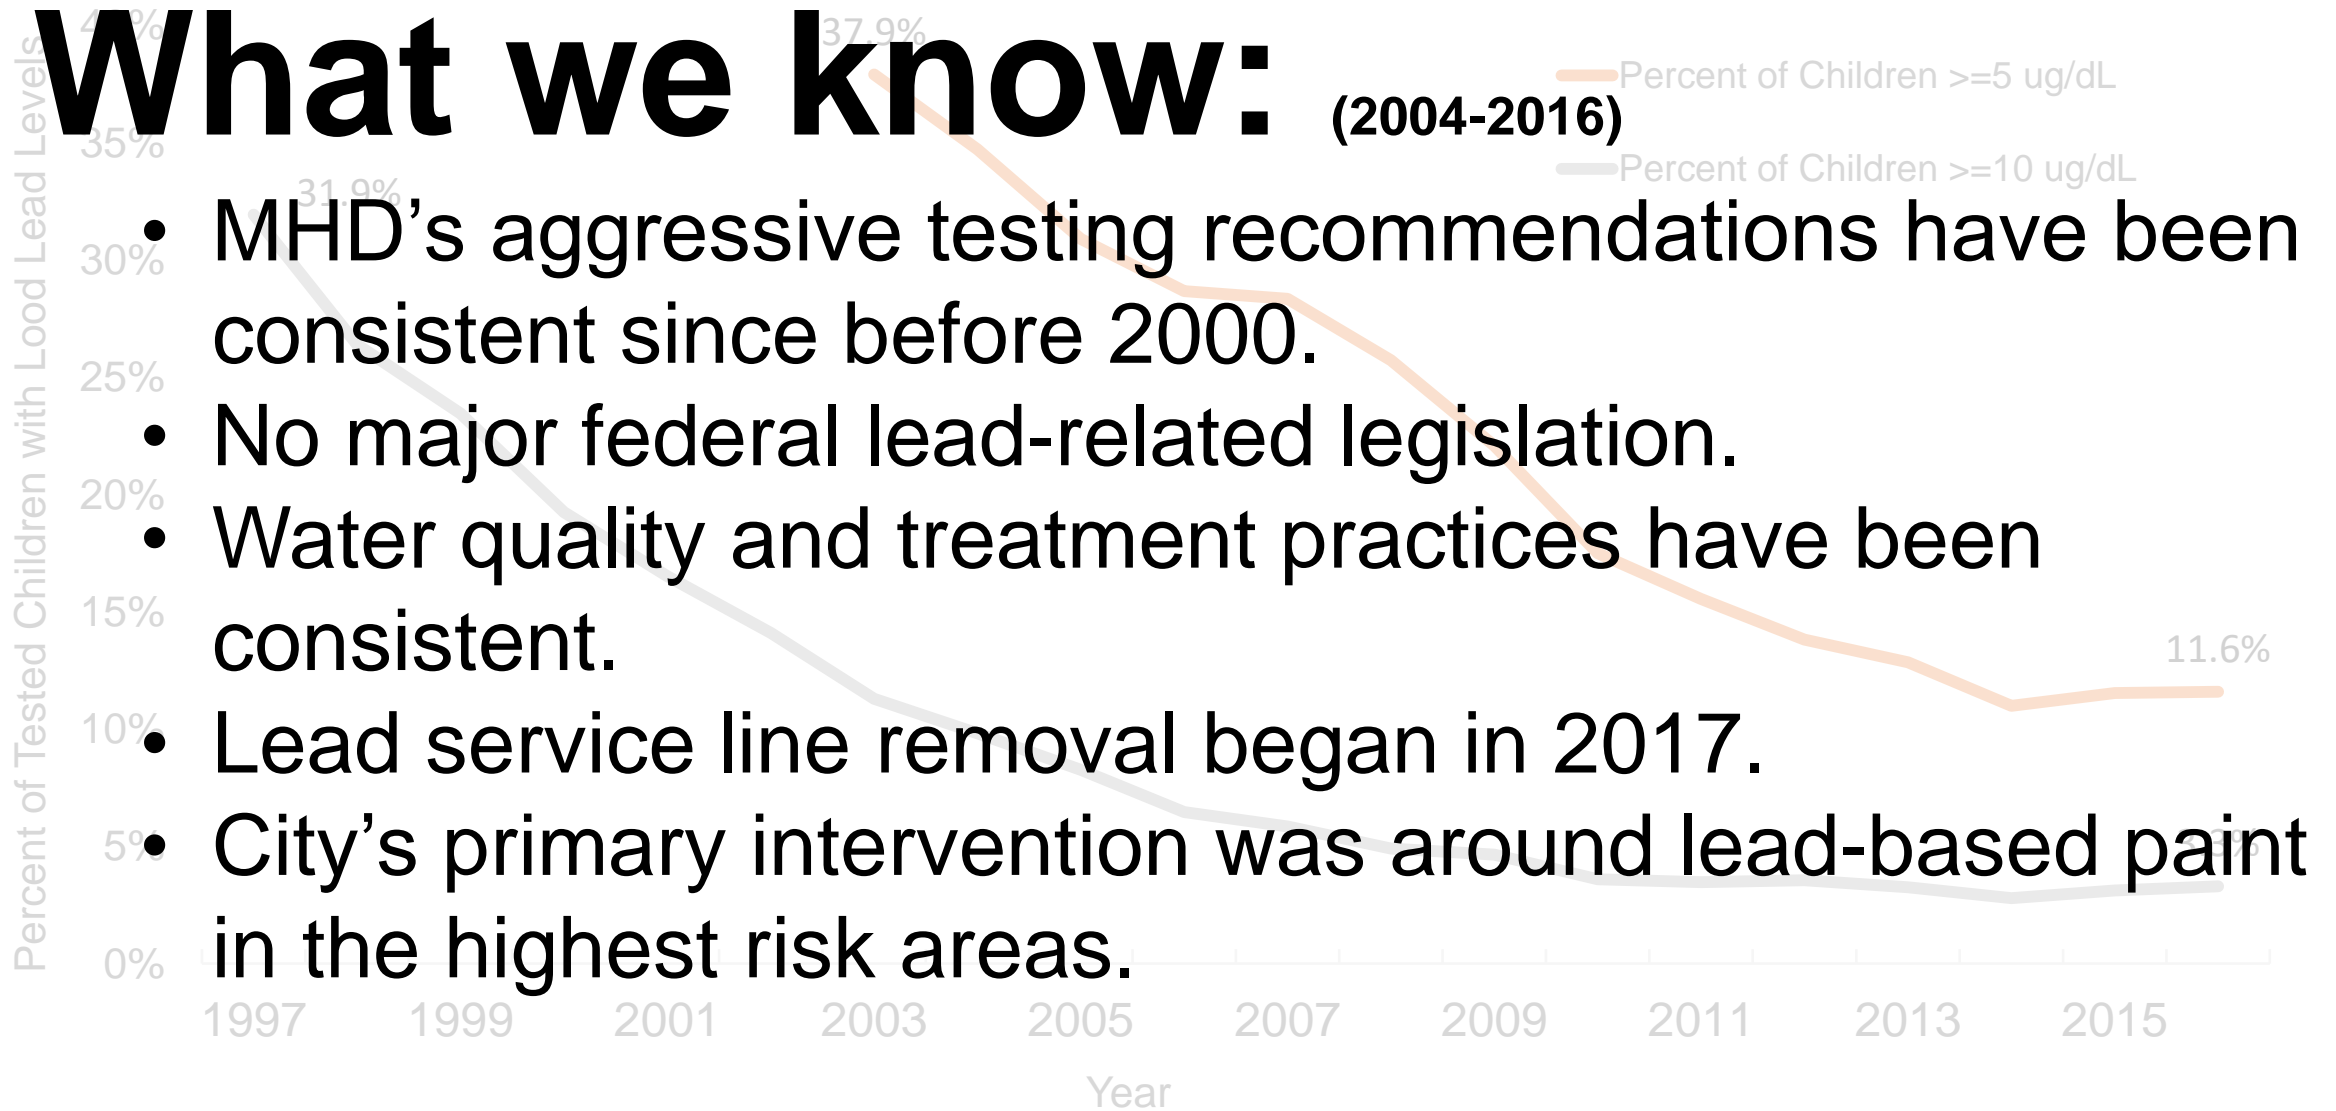 What we know: (2004-2016)
• MHD’s aggressive testing recommendations have been
consistent since before 2000.
• No major federal lead-related legislation.
• Water quality and treatment practices have been
consistent.
• Lead service line removal began in 2017.
• City’s primary intervention was around lead-based paint
in the highest risk areas.
Percent of Tested Children with Lood Lead Levels
40%
35%
30%
25%
20%
15%
10%
5%
0%
37.9%
31.9%
11.6%
3.3%
Percent of Children >=5 ug/dL
Percent of Children >=10 ug/dL
1997 1999 2001 2003 2005 2007 2009 2011 2013 2015
Year